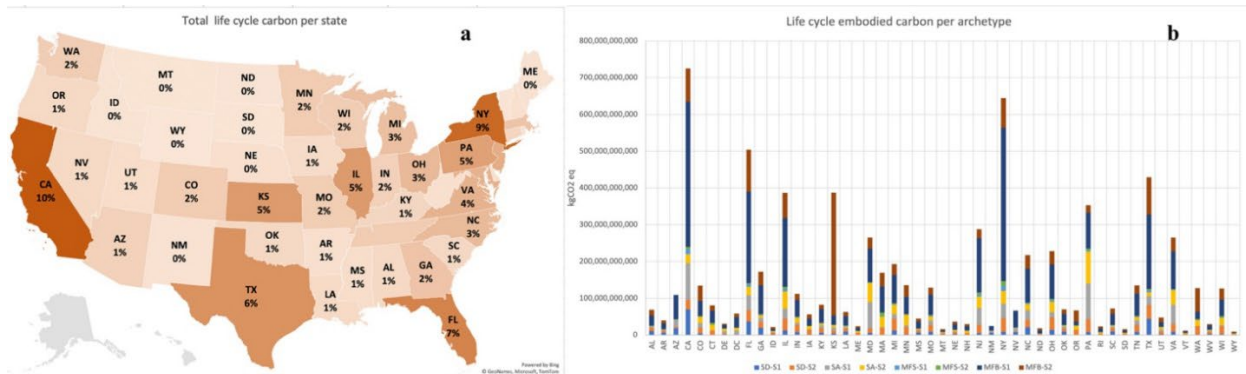 Total life cycle carbon per state
a
WA
2%
MT
0%
ND
0%
ME
0%
OR
1%
ID
0%
MN
2%
SD
0%
WI
2%
MI
3%
NY
9%
WY
0%
PA
5%
NE
0%
IA
1%
NV
1%
UT
1%
IL
5%
IN
2%
OH
3%
CA
10%
CO
2%
KS
5%
MO
2%
KY
1%
VA
4%
NC
3%
AZ
1%
NM
0%
OK
1%
AR
1%
SC
1%
MS
1%
AL
1%
GA
2%
TX
6%
LA
1%
FL
7%
Powered by Bing
© GeoNames, Microsoft, TomTom
Life cycle embodied carbon per archetype
b
800,000,000,000
700,000,000,000
600,000,000,000
500,000,000,000
400,000,000,000
300,000,000,000
200,000,000,000
100,000,000,000
0
kgCO2 eq
AL AR AZ CA CO CT DE DC FL GA ID IL IN IA KY KS LA ME MD MA MI MN MS MO MT NE NH NJ NM NY NV NC ND OH OK OR PA RI SC SD TN TX UT VA VT WA WV WI WY
SD-S1 SD-S2 SA-S1 SA-S2 MFS-S1 MFS-S2 MFB-S1 MFB-S2